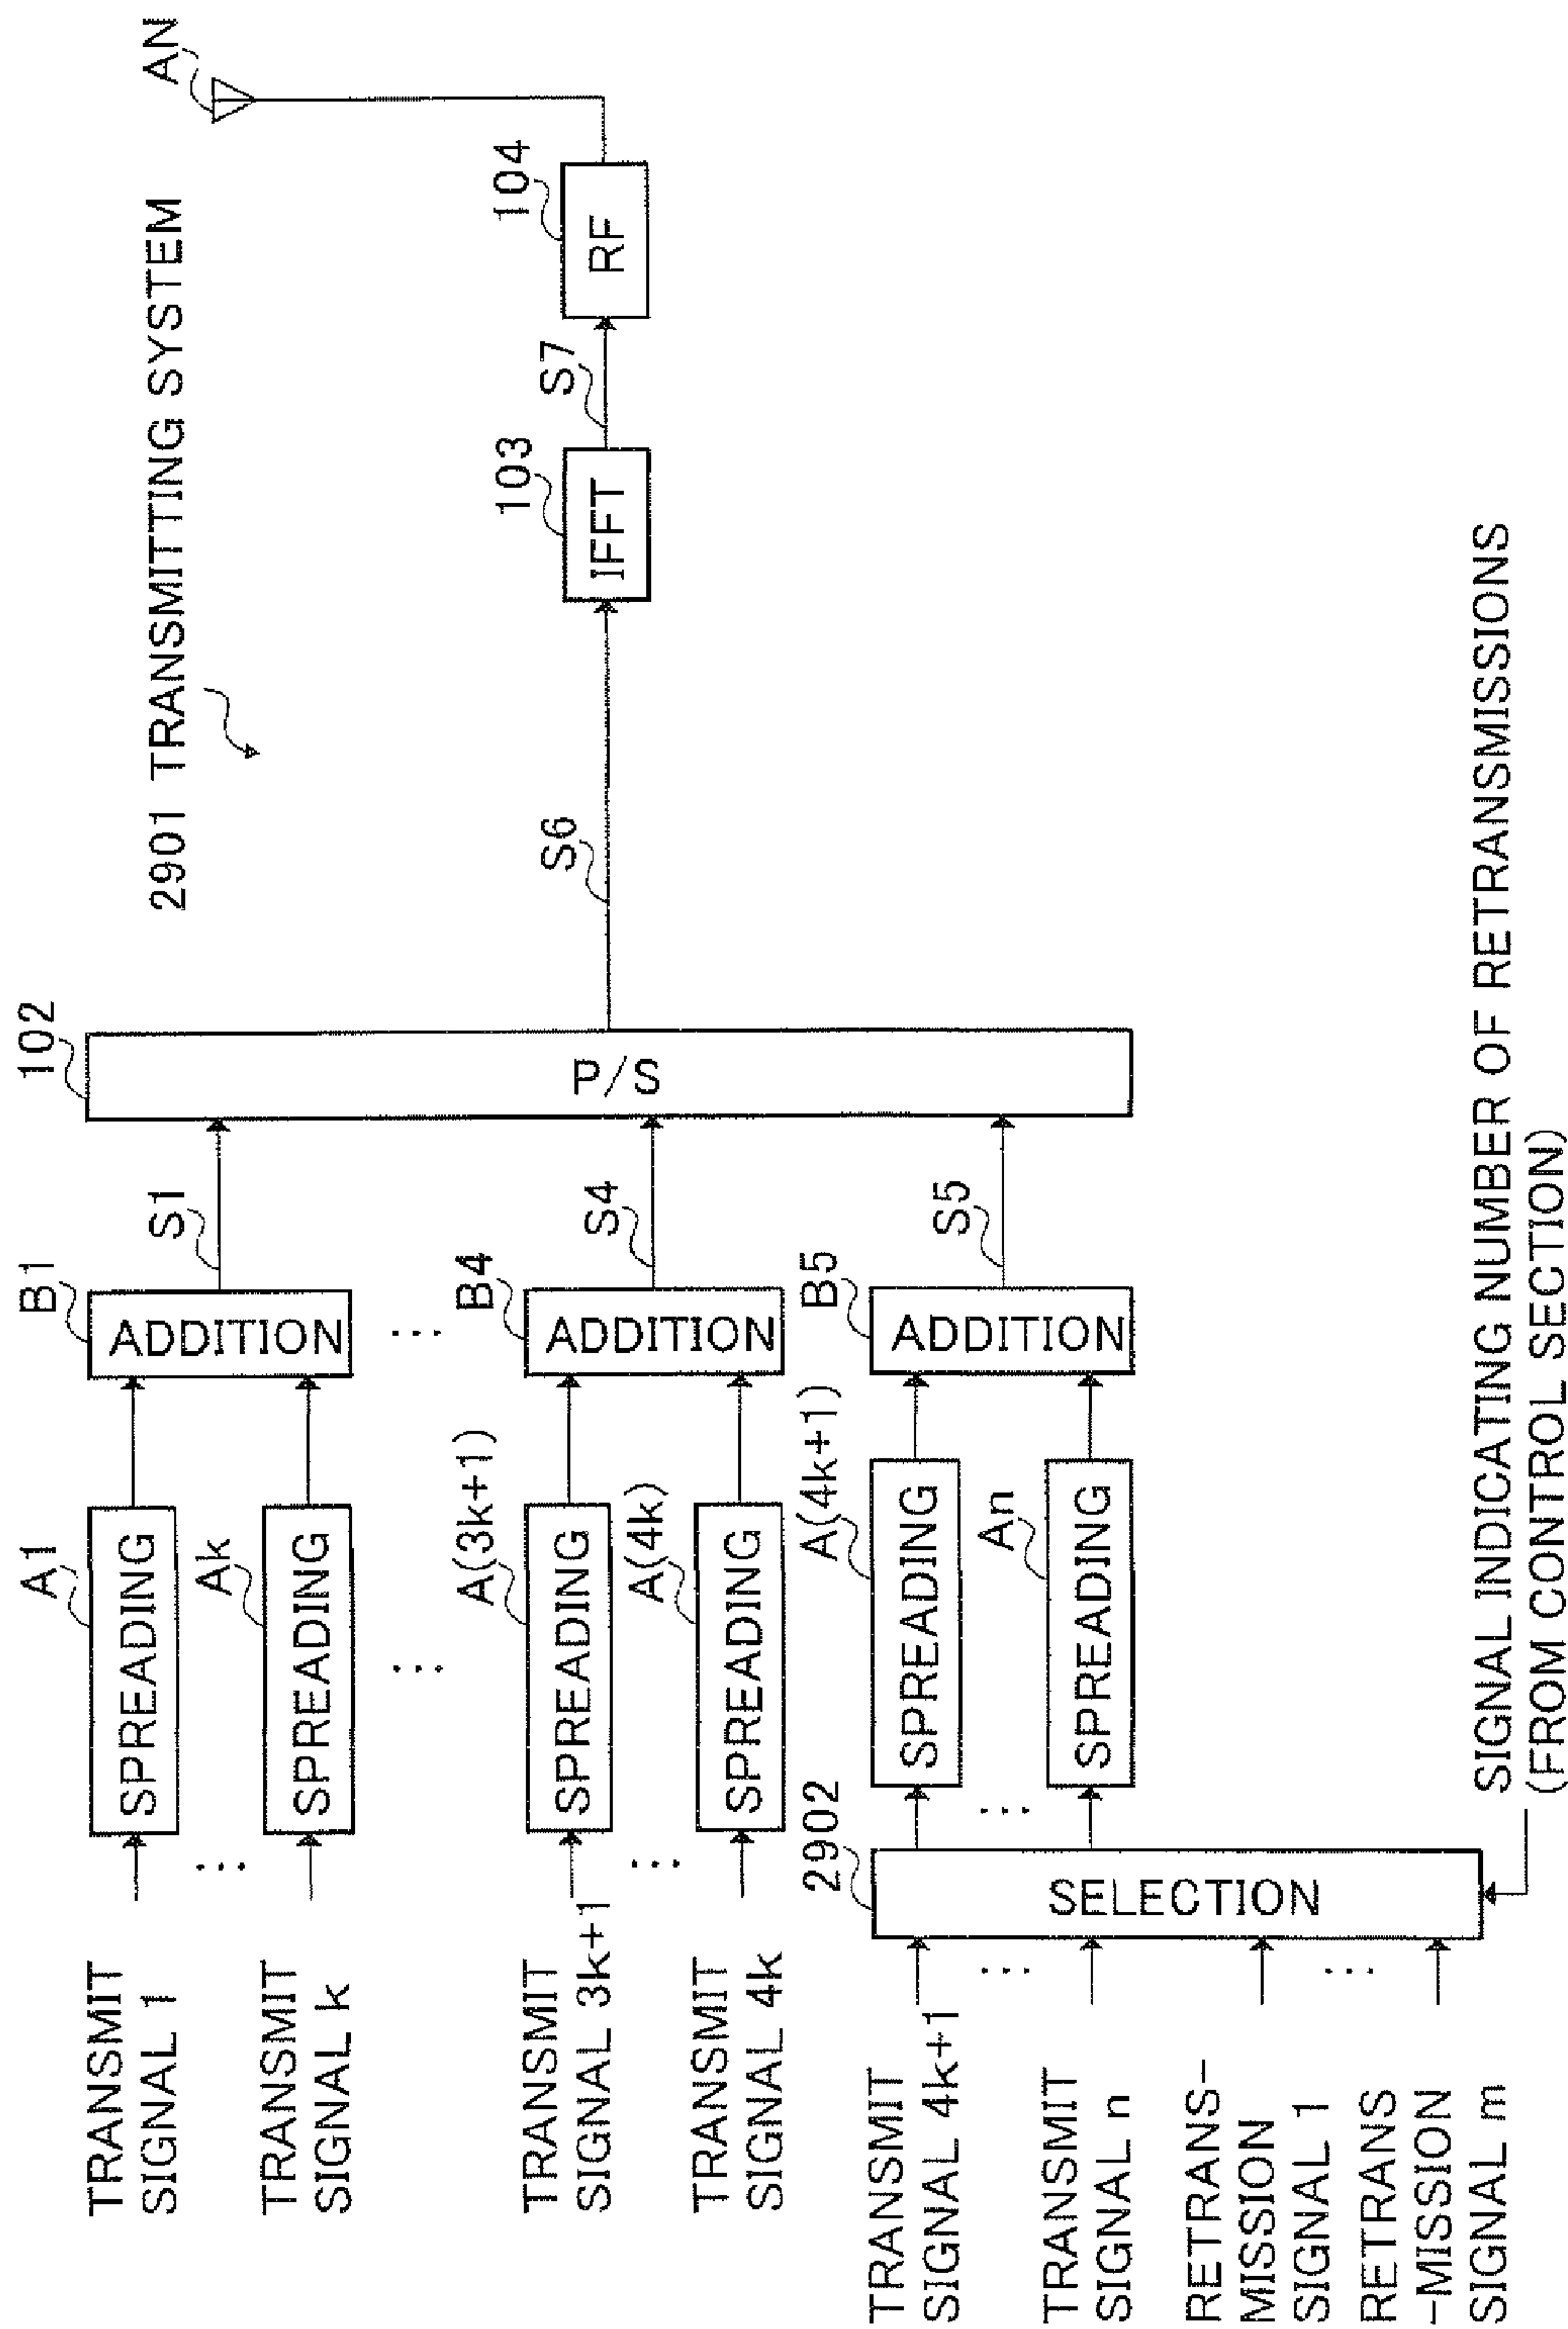 2901 TRANSMITTING SYSTEM
AN
TRANSMIT
SIGNAL 1
A1
SPREADING
B1
ADDITION
S1
102
P/S
...
TRANSMIT
SIGNAL k
Ak
SPREADING
...
...
S6
103
IFFT
S7
104
RF
TRANSMIT
SIGNAL 3k+1
A(3k+1)
SPREADING
B4
ADDITION
S4
...
TRANSMIT
SIGNAL 4k
A(4k)
SPREADING
TRANSMIT
SIGNAL 4k+1
2902
SELECTION
A(4k+1)
SPREADING
B5
ADDITION
S5
...
...
TRANSMIT
SIGNAL n
An
SPREADING
RETRANS-
MISSION
SIGNAL 1
...
RETRANS
-MISSION
SIGNAL m
SIGNAL INDICATING NUMBER OF RETRANSMISSIONS
(FROM CONTROL SECTION)